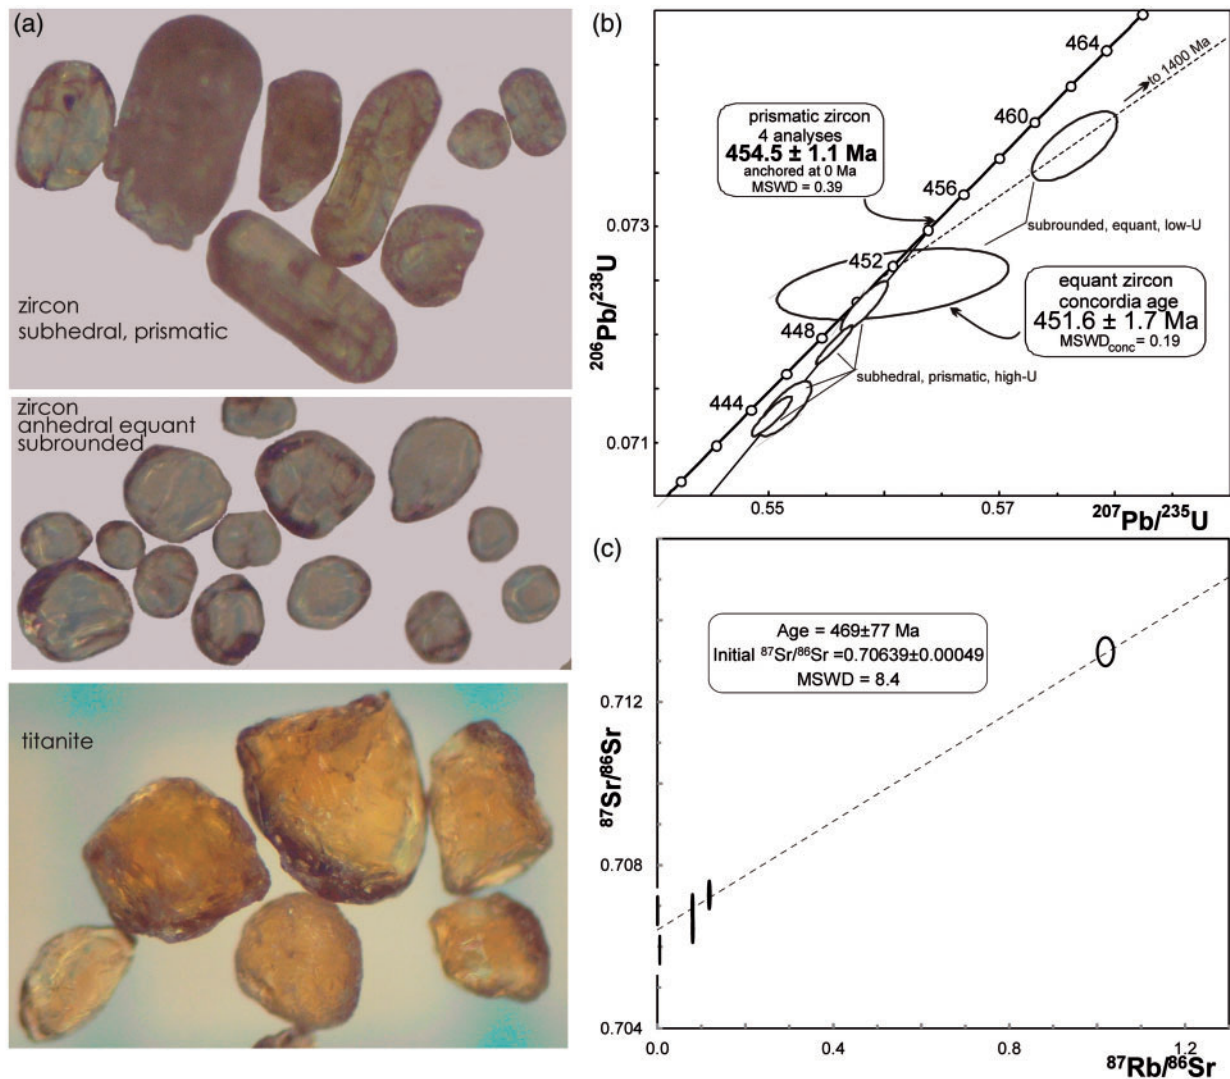 (a)
zircon
subhedral, prismatic
zircon
anhedral equant
subrounded
titanite
(b)
464
to 1400 Ma
prismatic zircon
4 analyses
454.5 ± 1.1 Ma
anchored at 0 Ma
MSWD = 0.39
460
456
0.073
subrounded, equant, low-U
452
equant zircon
concordia age
451.6 ± 1.7 Ma
MSWDconc = 0.19
448
206Pb/238U
subhedral, prismatic, high-U
444
0.071
0.55
0.57
207Pb/235U
(c)
Age = 469±77 Ma
Initial 87Sr/86Sr =0.70639±0.00049
MSWD = 8.4
0.712
87Sr/86Sr
0.708
0.704
0.0
0.4
0.8
1.2
87Rb/86Sr